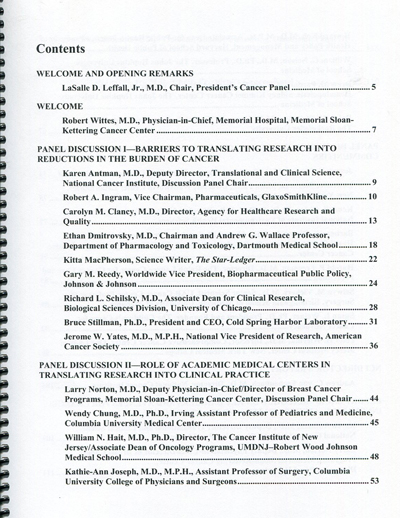 Contents
WELCOME AND OPENING REMARKS
LaSalle D. Leffall, Jr., M.D., Chair, President's Cancer Panel ............................ 5
WELCOME
Robert Wittes, M.D., Physician-in-Chief, Memorial Hospital, Memorial Sloan-
Kettering Cancer Center ............................ 7
PANEL DISCUSSION I—BARRIERS TO TRANSLATING RESEARCH INTO
REDUCTIONS IN THE BURDEN OF CANCER
Karen Antman, M.D., Deputy Director, Translational and Clinical Science,
National Cancer Institute, Discussion Panel Chair ............................ 9
Robert A. Ingram, Vice Chairman, Pharmaceuticals, GlaxoSmithKline ............ 10
Carolyn M. Clancy, M.D., Director, Agency for Healthcare Research and
Quality ............................ 13
Ethan Dmitrovsky, M.D., Chairman and Andrew G. Wallace Professor,
Department of Pharmacology and Toxicology, Dartmouth Medical School ........ 18
Kitta MacPherson, Science Writer, The Star-Ledger ............................ 22
Gary M. Reedy, Worldwide Vice President, Biopharmaceutical Public Policy,
Johnson & Johnson ............................ 24
Richard L. Schilsky, M.D., Associate Dean for Clinical Research,
Biological Sciences Division, University of Chicago ............................ 28
Bruce Stillman, Ph.D., President and CEO, Cold Spring Harbor Laboratory ........ 31
Jerome W. Yates, M.D., M.P.H., National Vice President of Research, American
Cancer Society ............................ 36
PANEL DISCUSSION II—ROLE OF ACADEMIC MEDICAL CENTERS IN
TRANSLATING RESEARCH INTO CLINICAL PRACTICE
Larry Norton, M.D., Deputy Physician-in-Chief/Director of Breast Cancer
Programs, Memorial Sloan-Kettering Cancer Center, Discussion Panel Chair ...... 44
Wendy Chung, M.D., Ph.D., Irving Assistant Professor of Pediatrics and Medicine,
Columbia University Medical Center ............................ 45
William N. Hait, M.D., Ph.D., Director, The Cancer Institute of New
Jersey/Associate Dean of Oncology Programs, UMDNJ–Robert Wood Johnson
Medical School ............................ 48
Kathie-Ann Joseph, M.D., M.P.H., Assistant Professor of Surgery, Columbia
University College of Physicians and Surgeons ............................ 53